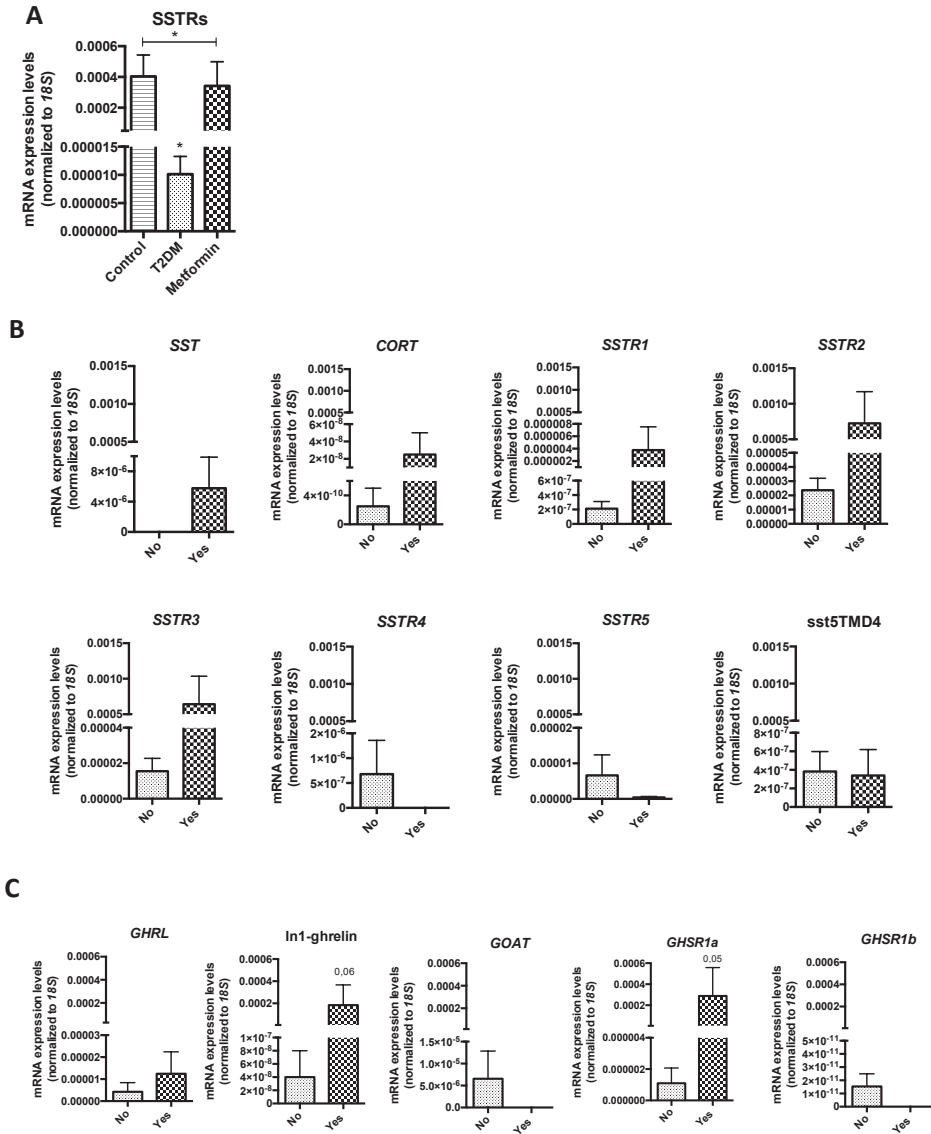 A
SSTRs
*
mRNA expression levels
(normalized to 18S)
0.0006
0.0004
0.0002
0.000015
0.000010
0.000005
0.000000
*
Control
T2DM
Metformin
B
SST
mRNA expression levels
(normalized to 18S)
0.0015
0.0010
0.0005
8×10-6
4×10-6
0
No
Yes
CORT
mRNA expression levels
(normalized to 18S)
0.0015
0.0010
0.0005
6×10-8
4×10-8
2×10-8
4×10-10
0
No
Yes
SSTR1
mRNA expression levels
(normalized to 18S)
0.0015
0.0010
0.0005
0.000008
0.000006
0.000004
0.000002
6×10-7
4×10-7
2×10-7
0
No
Yes
SSTR2
mRNA expression levels
(normalized to 18S)
0.0015
0.0010
0.0005
0.00005
0.00004
0.00003
0.00002
0.00001
0.00000
No
Yes
SSTR3
mRNA expression levels
(normalized to 18S)
0.0015
0.0010
0.0005
0.00004
0.00002
0.00000
No
Yes
SSTR4
mRNA expression levels
(normalized to 18S)
0.0015
0.0010
0.0005
2×10-6
1×10-6
5×10-7
0
No
Yes
SSTR5
mRNA expression levels
(normalized to 18S)
0.0015
0.0010
0.0005
0.00002
0.00001
0.00000
No
Yes
sst5TMD4
mRNA expression levels
(normalized to 18S)
0.0015
0.0010
0.0005
8×10-7
6×10-7
4×10-7
2×10-7
0
No
Yes
C
GHRL
mRNA expression levels
(normalized to 18S)
0.0006
0.0004
0.0002
0.00003
0.00002
0.00001
0.00000
No
Yes
In1-ghrelin
mRNA expression levels
(normalized to 18S)
0.0006
0.0004
0.0002
1×10-7
8×10-8
6×10-8
4×10-8
2×10-8
0
0,06
No
Yes
GOAT
mRNA expression levels
(normalized to 18S)
0.0006
0.0004
0.0002
1.5×10-5
1.0×10-5
5.0×10-6
0.0
No
Yes
GHSR1a
mRNA expression levels
(normalized to 18S)
0.0006
0.0004
0.0002
0.000004
0.000002
0.000000
0,05
No
Yes
GHSR1b
mRNA expression levels
(normalized to 18S)
0.0006
0.0004
0.0002
5×10-11
4×10-11
3×10-11
2×10-11
1×10-11
0
No
Yes